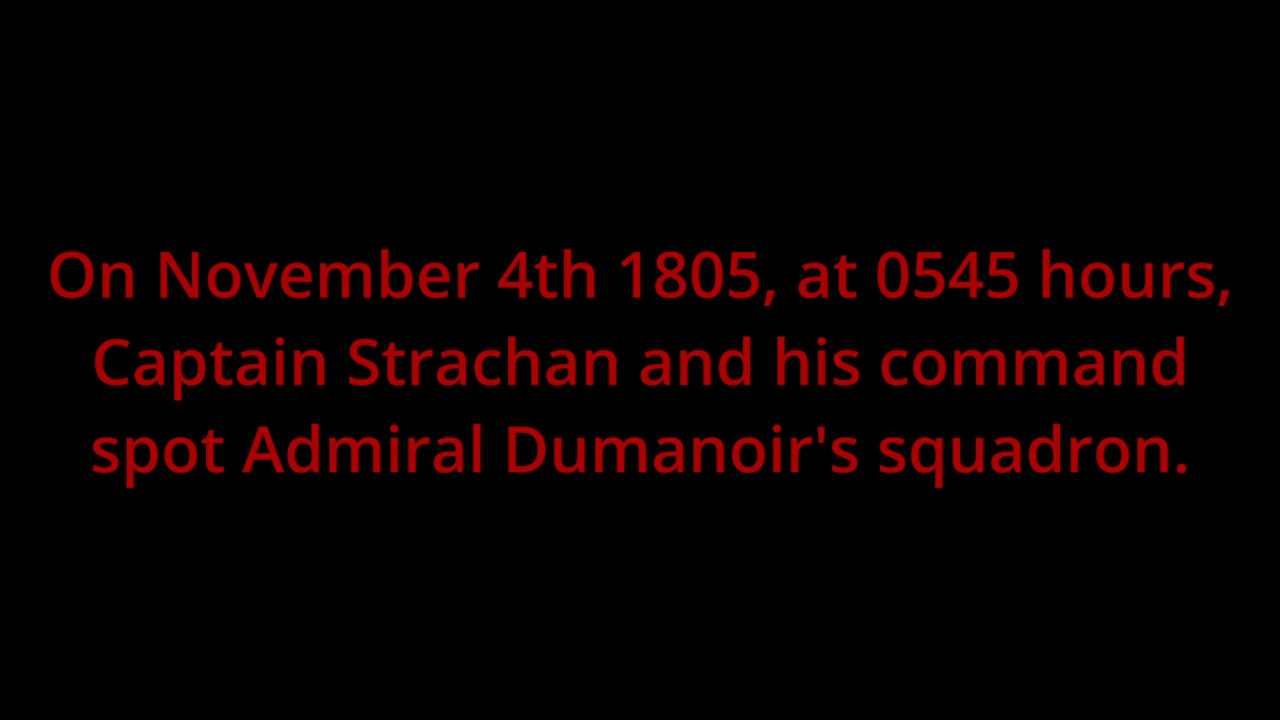 On November 4th 1805, at 0545 hours,
Captain Strachan and his command
spot Admiral Dumanoir's squadron.